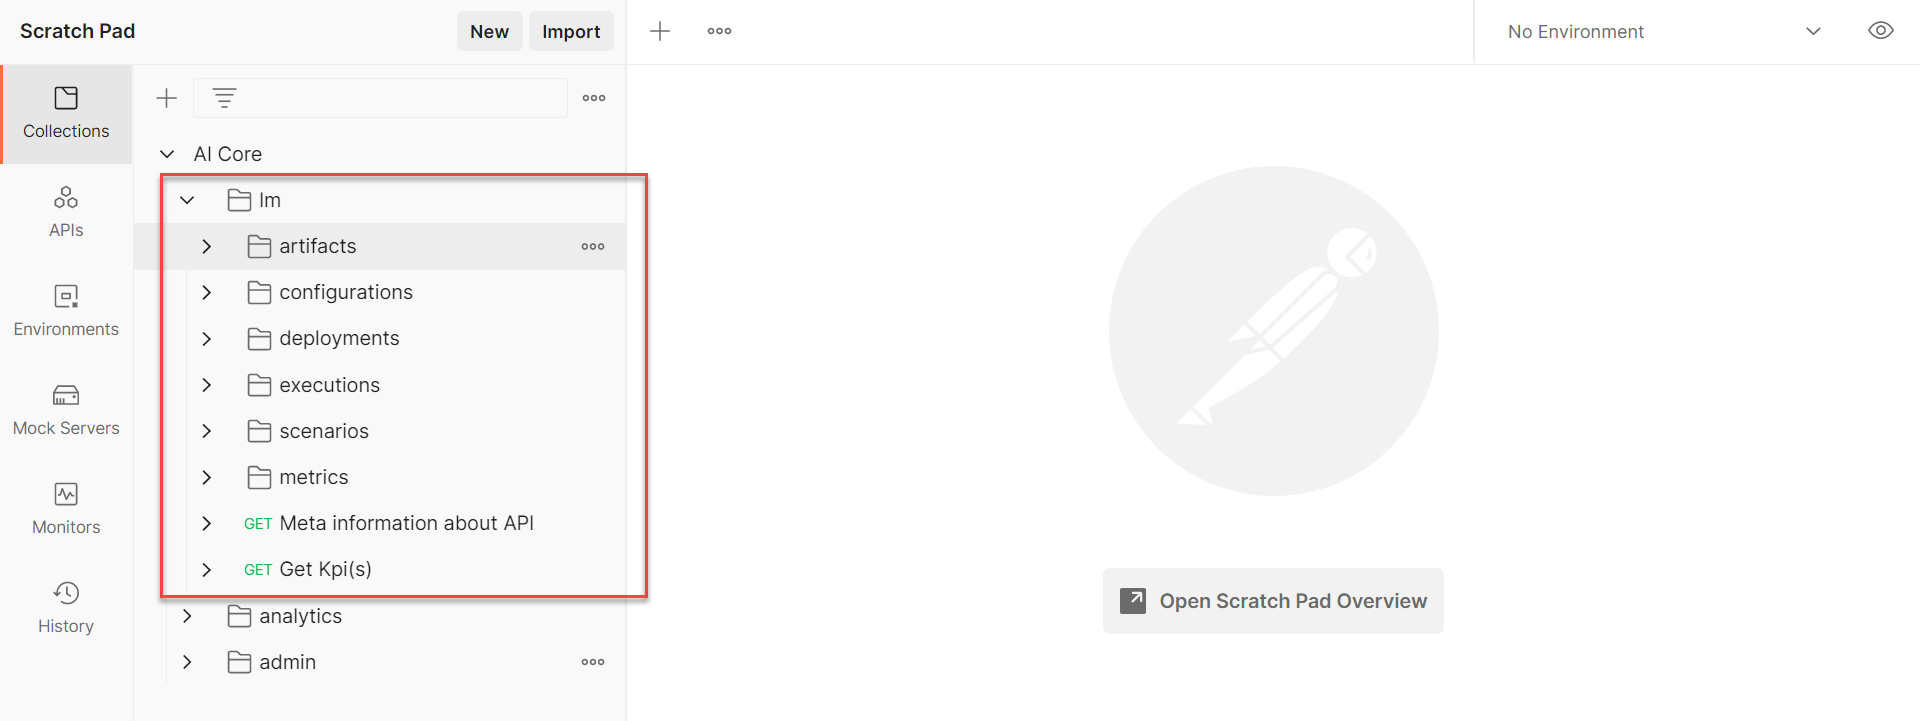 Scratch Pad
New
Import
No Environment
Collections
APIs
Environments
Mock Servers
Monitors
History
AI Core
lm
artifacts
configurations
deployments
executions
scenarios
metrics
GET Meta information about API
GET Get Kpi(s)
analytics
admin
Open Scratch Pad Overview